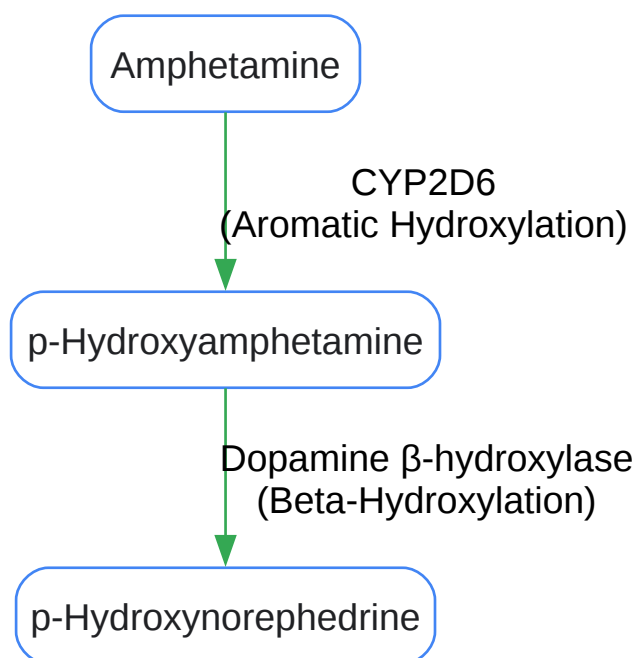 Amphetamine
CYP2D6
(Aromatic Hydroxylation)
p-Hydroxyamphetamine
Dopamine β-hydroxylase
(Beta-Hydroxylation)
p-Hydroxynorephedrine